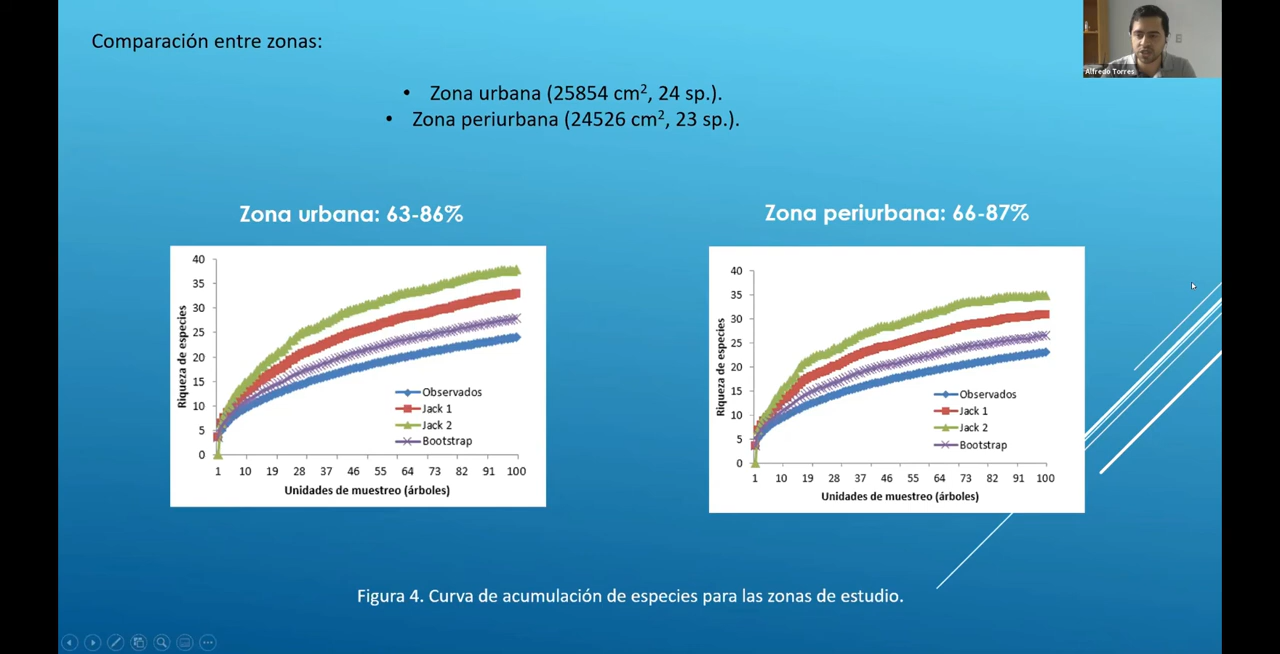 Comparación entre zonas:
Alfredo Torres
• Zona urbana (25854 cm², 24 sp.).
• Zona periurbana (24526 cm², 23 sp.).
Zona urbana: 63-86%
Zona periurbana: 66-87%
Riqueza de especies
40
35
30
25
20
15
10
5
0
Observados
Jack 1
Jack 2
Bootstrap
1 10 19 28 37 46 55 64 73 82 91 100
Unidades de muestreo (árboles)
Riqueza de especies
40
35
30
25
20
15
10
5
0
Observados
Jack 1
Jack 2
Bootstrap
1 10 19 28 37 46 55 64 73 82 91 100
Unidades de muestreo (árboles)
Figura 4. Curva de acumulación de especies para las zonas de estudio.